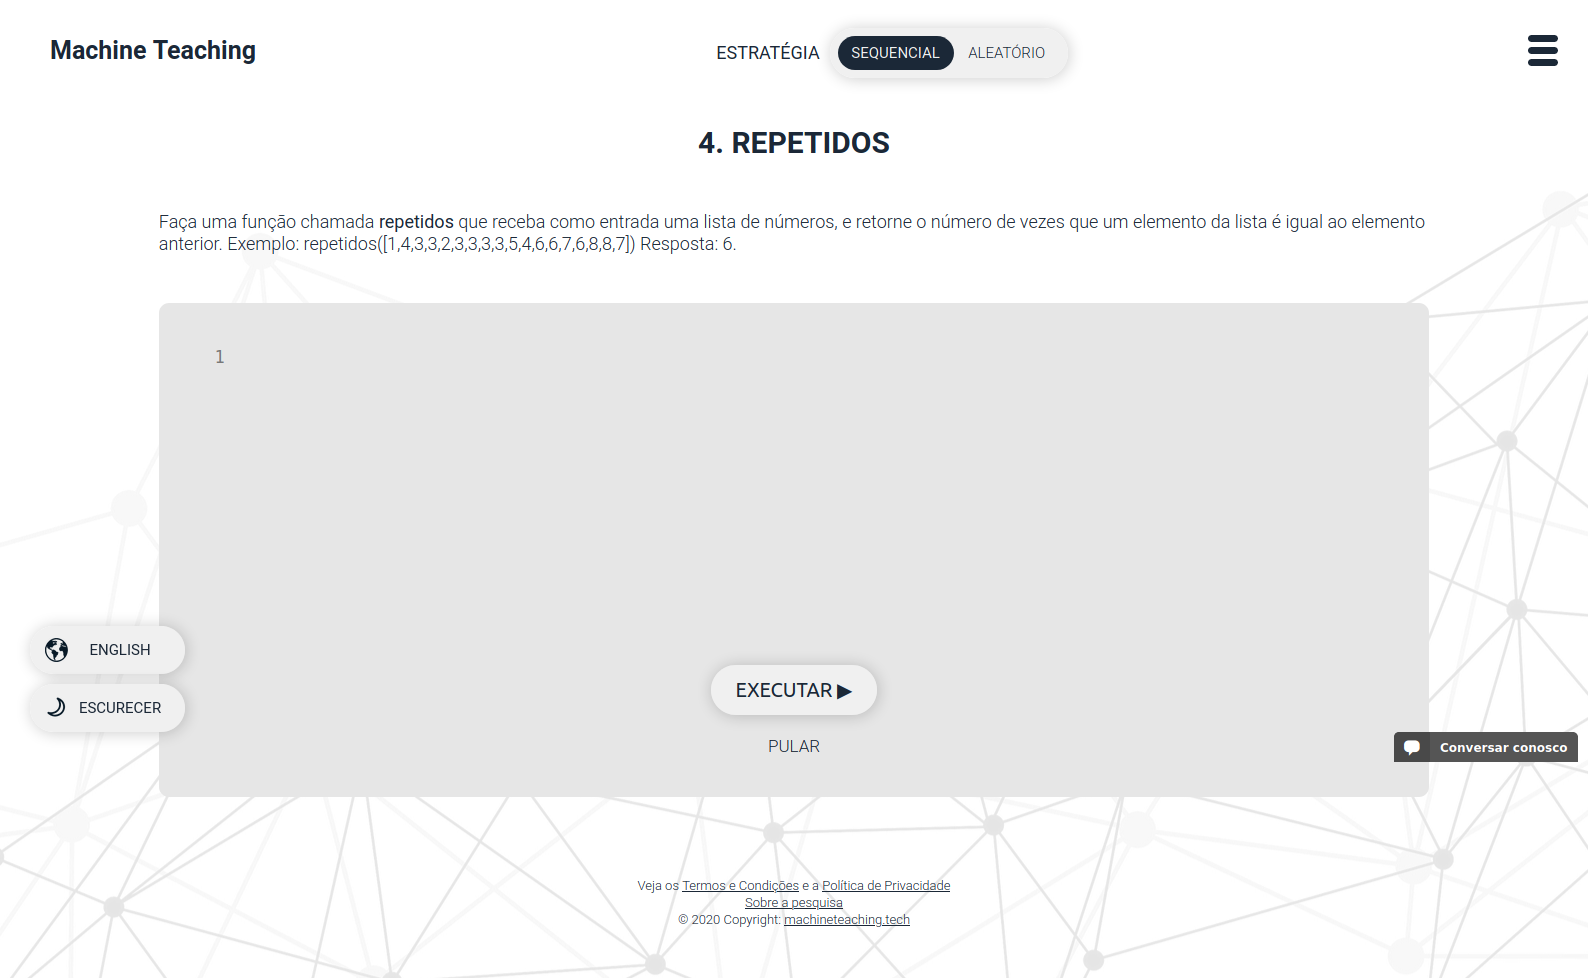 Machine Teaching
ESTRATÉGIA SEQUENCIAL ALEATÓRIO
4. REPETIDOS
Faça uma função chamada repetidos que receba como entrada uma lista de números, e retorne o número de vezes que um elemento da lista é igual ao elemento
anterior. Exemplo: repetidos([1,4,3,3,2,3,3,3,3,5,4,6,6,7,6,8,8,7]) Resposta: 6.
1
ENGLISH
EXECUTAR ▶
ESCURECER
PULAR
Conversar conosco
Veja os Termos e Condições e a Política de Privacidade
Sobre a pesquisa
© 2020 Copyright: machineteaching.tech